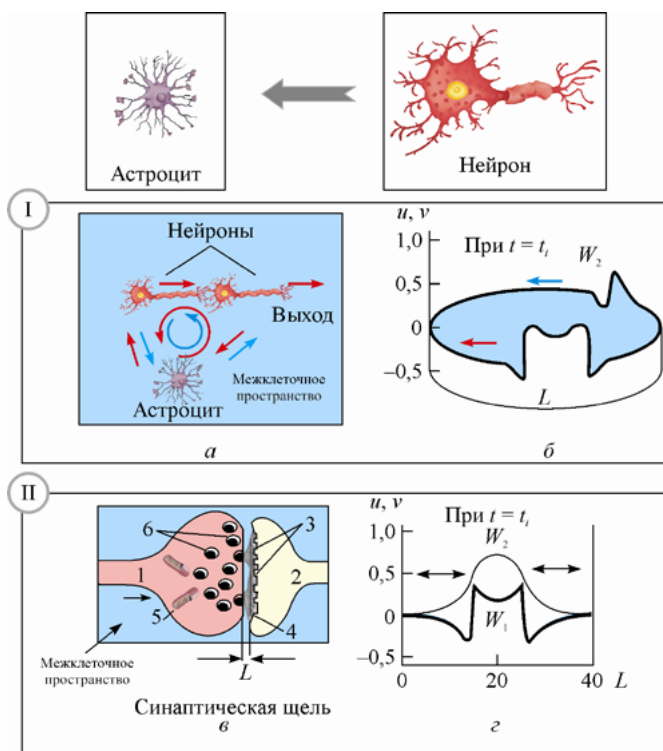 Астроцит
Нейрон
I
Нейроны
Выход
Астроцит
Межклеточное
пространство
а
u, v
1,0
0,5
0
–0,5
При t = tᵢ
W₂
L
б
II
6
3
1
2
5
4
Межклеточное
пространство
L
Синаптическая щель
в
u, v
1,0
0,5
0
–0,5
При t = tᵢ
W₂
W₁
0
20
40
L
г